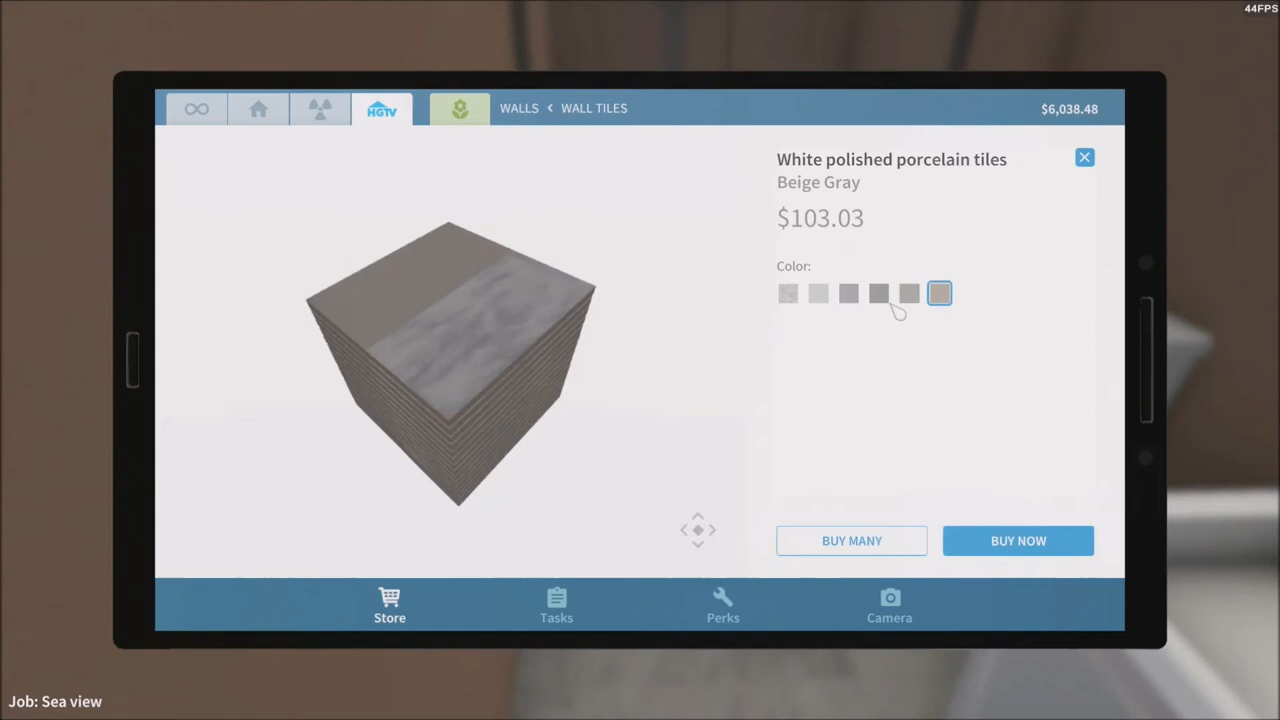 44FPS
HGTV
WALLS < WALL TILES
$6,038.48
White polished porcelain tiles
Beige Gray
$103.03
Color:
BUY MANY
BUY NOW
Store
Tasks
Perks
Camera
Job: Sea view